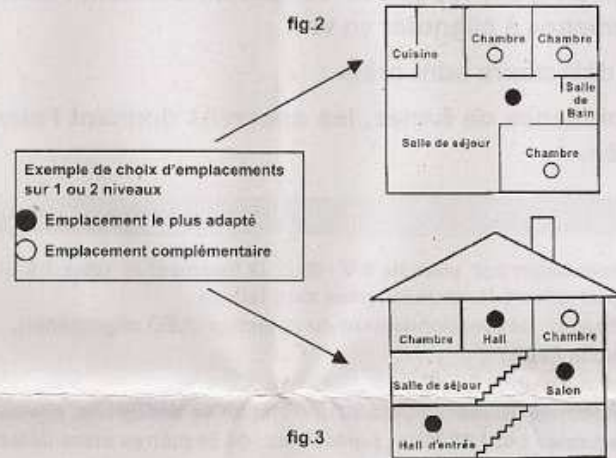 fig.2
Cuisine
Chambre
Chambre
Salle
de
Bain
Salle de séjour
Chambre
Exemple de choix d'emplacements
sur 1 ou 2 niveaux
Emplacement le plus adapté
Emplacement complémentaire
Chambre
Hall
Chambre
Salle de séjour
Salon
Hall d'entrée
fig.3